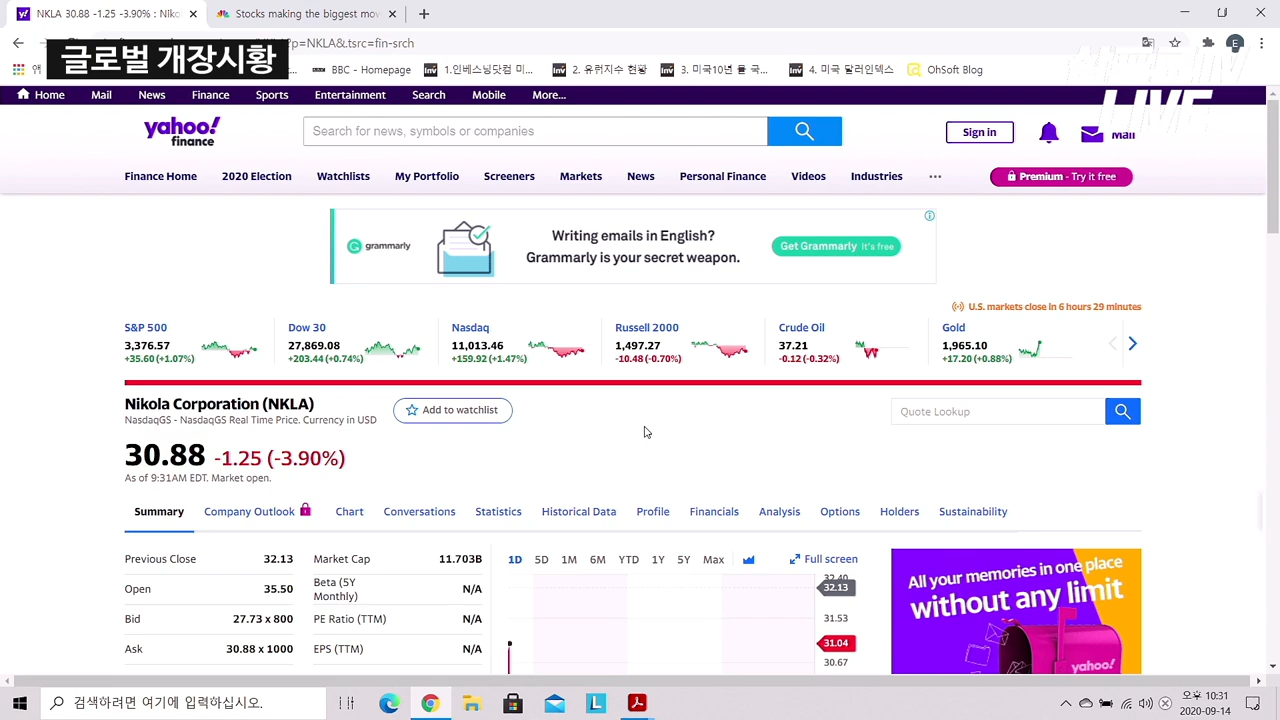 NKLA 30.88 -1.25 -3.90% : Niko
Stocks making the biggest mov
글로벌 개장시황
p=NKLA&.tsrc=fin-srch
BBC - Homepage
1.인베스닝닷컴 미...
2. 유럽지수 현황
3. 미국10년 물 국...
4. 미국 달러인덱스
OhSoft Blog
LIVE
Home Mail News Finance Sports Entertainment Search Mobile More...
yahoo!
finance
Search for news, symbols or companies
Sign in
Mail
Finance Home 2020 Election Watchlists My Portfolio Screeners Markets News Personal Finance Videos Industries ...
Premium - Try it free
grammarly
Writing emails in English?
Grammarly is your secret weapon.
Get Grammarly It's free
U.S. markets close in 6 hours 29 minutes
S&P 500 Dow 30 Nasdaq Russell 2000 Crude Oil Gold
3,376.57 27,869.08 11,013.46 1,497.27 37.21 1,965.10
+35.60 (+1.07%) +203.44 (+0.74%) +159.92 (+1.47%) -10.48 (-0.70%) -0.12 (-0.32%) +17.20 (+0.88%)
Nikola Corporation (NKLA)
Add to watchlist
Quote Lookup
NasdaqGS - NasdaqGS Real Time Price. Currency in USD
30.88 -1.25 (-3.90%)
As of 9:31AM EDT. Market open.
Summary Company Outlook Chart Conversations Statistics Historical Data Profile Financials Analysis Options Holders Sustainability
Previous Close 32.13
Open 35.50
Bid 27.73 x 800
Ask 30.88 x 1000
Market Cap 11.703B
Beta (5Y
Monthly) N/A
PE Ratio (TTM) N/A
EPS (TTM) N/A
1D 5D 1M 6M YTD 1Y 5Y Max Full screen
32.40
32.13
31.53
31.04
30.67
All your memories in one place
without any limit
yahoo!
검색하려면 여기에 입력하십시오.
오후 10:31
2020-09-14